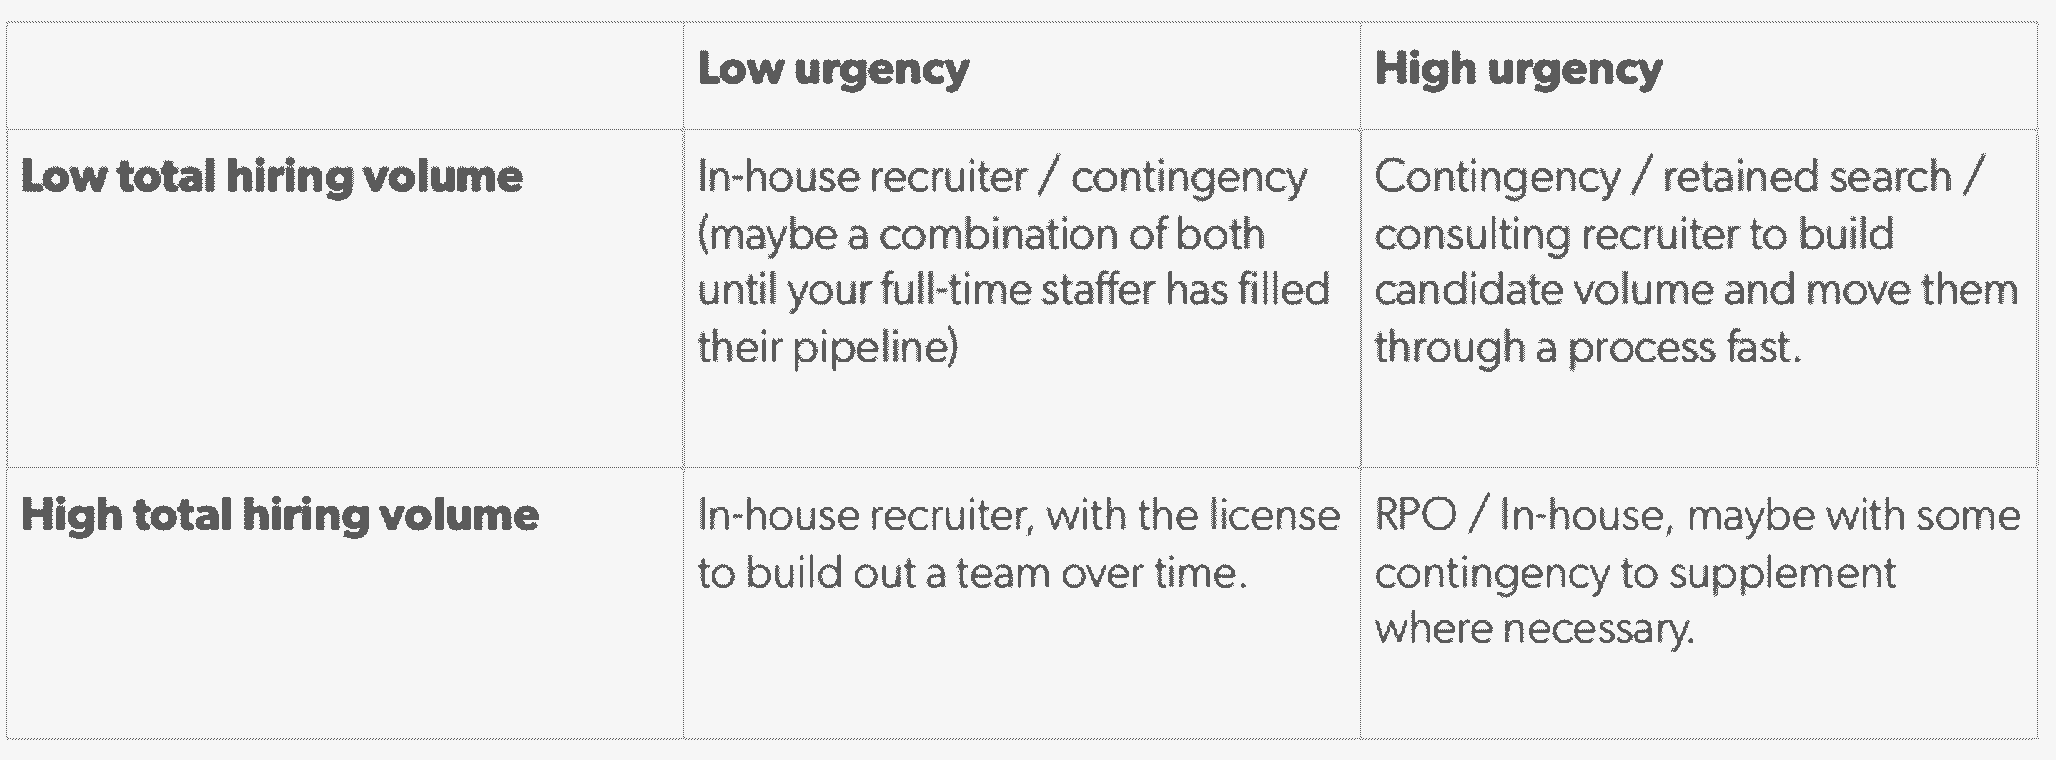 Low urgency
High urgency
Low total hiring volume
In-house recruiter / contingency
(maybe a combination of both
until your full-time staffer has filled
their pipeline)
Contingency / retained search /
consulting recruiter to build
candidate volume and move them
through a process fast.
High total hiring volume
In-house recruiter, with the license
to build out a team over time.
RPO / In-house, maybe with some
contingency to supplement
where necessary.